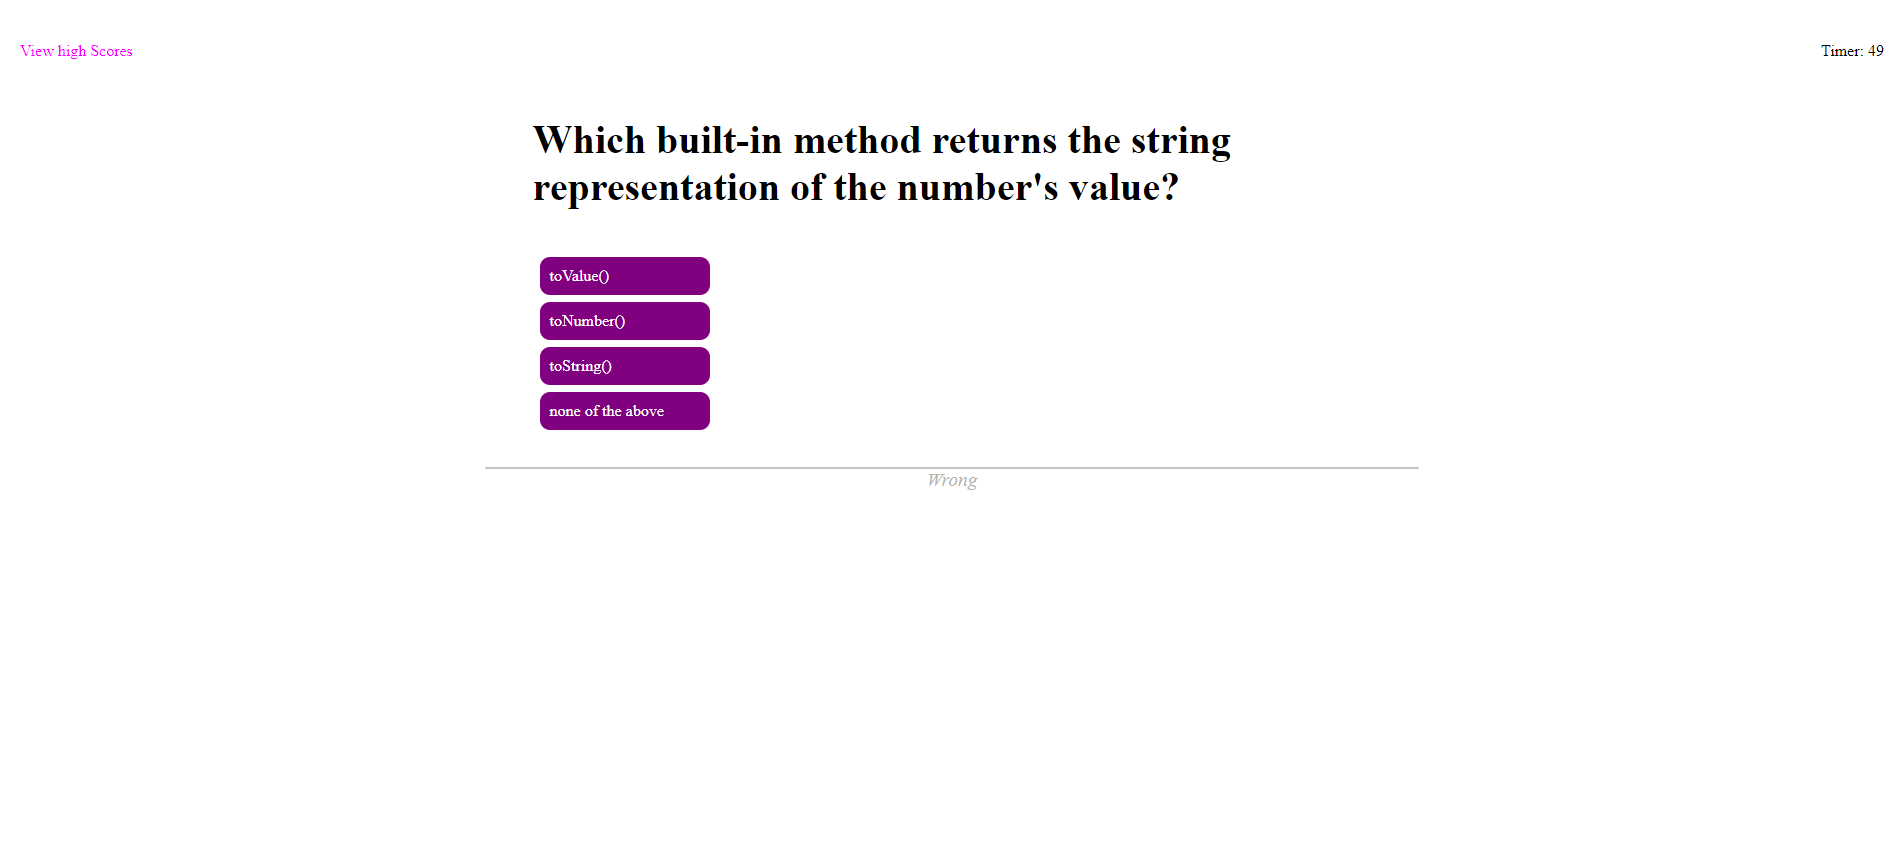 View high Scores
Timer: 49
Which built-in method returns the string
representation of the number's value?
toValue()
toNumber()
toString()
none of the above
Wrong